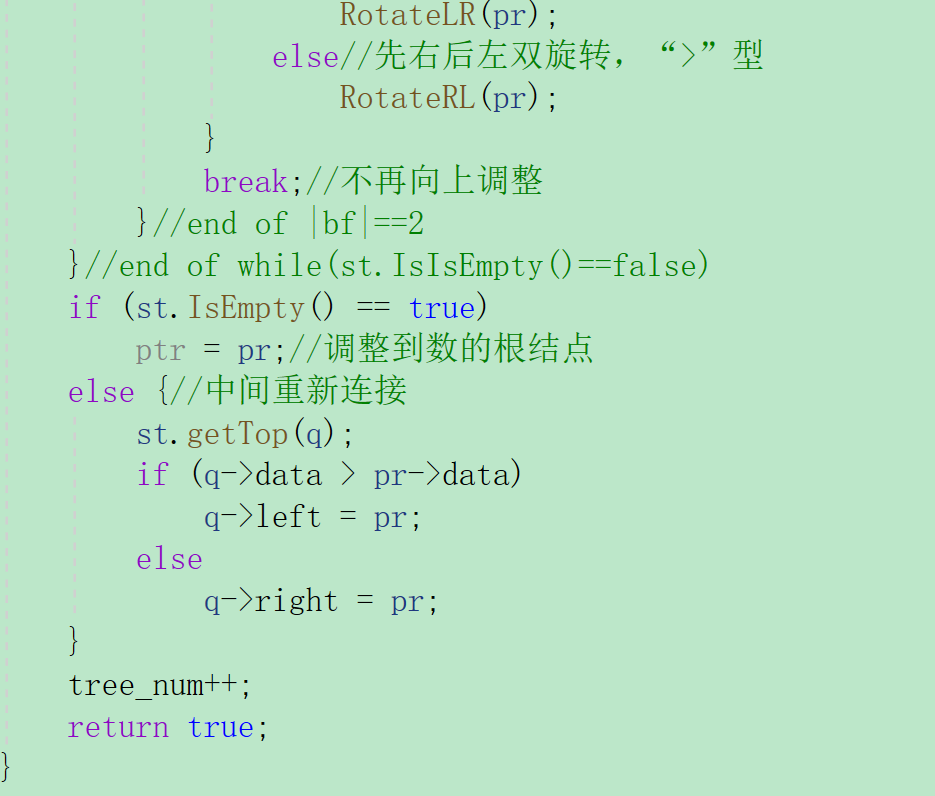 RotateLR(pr);
else//先右后左双旋转，“>”型
RotateRL(pr);
}
break;//不再向上调整
}//end of |bf|==2
}//end of while(st.IsIsEmpty()==false)
if (st.IsEmpty() == true)
ptr = pr;//调整到数的根结点
else {//中间重新连接
st.getTop(q);
if (q->data > pr->data)
q->left = pr;
else
q->right = pr;
}
tree_num++;
return true;
}